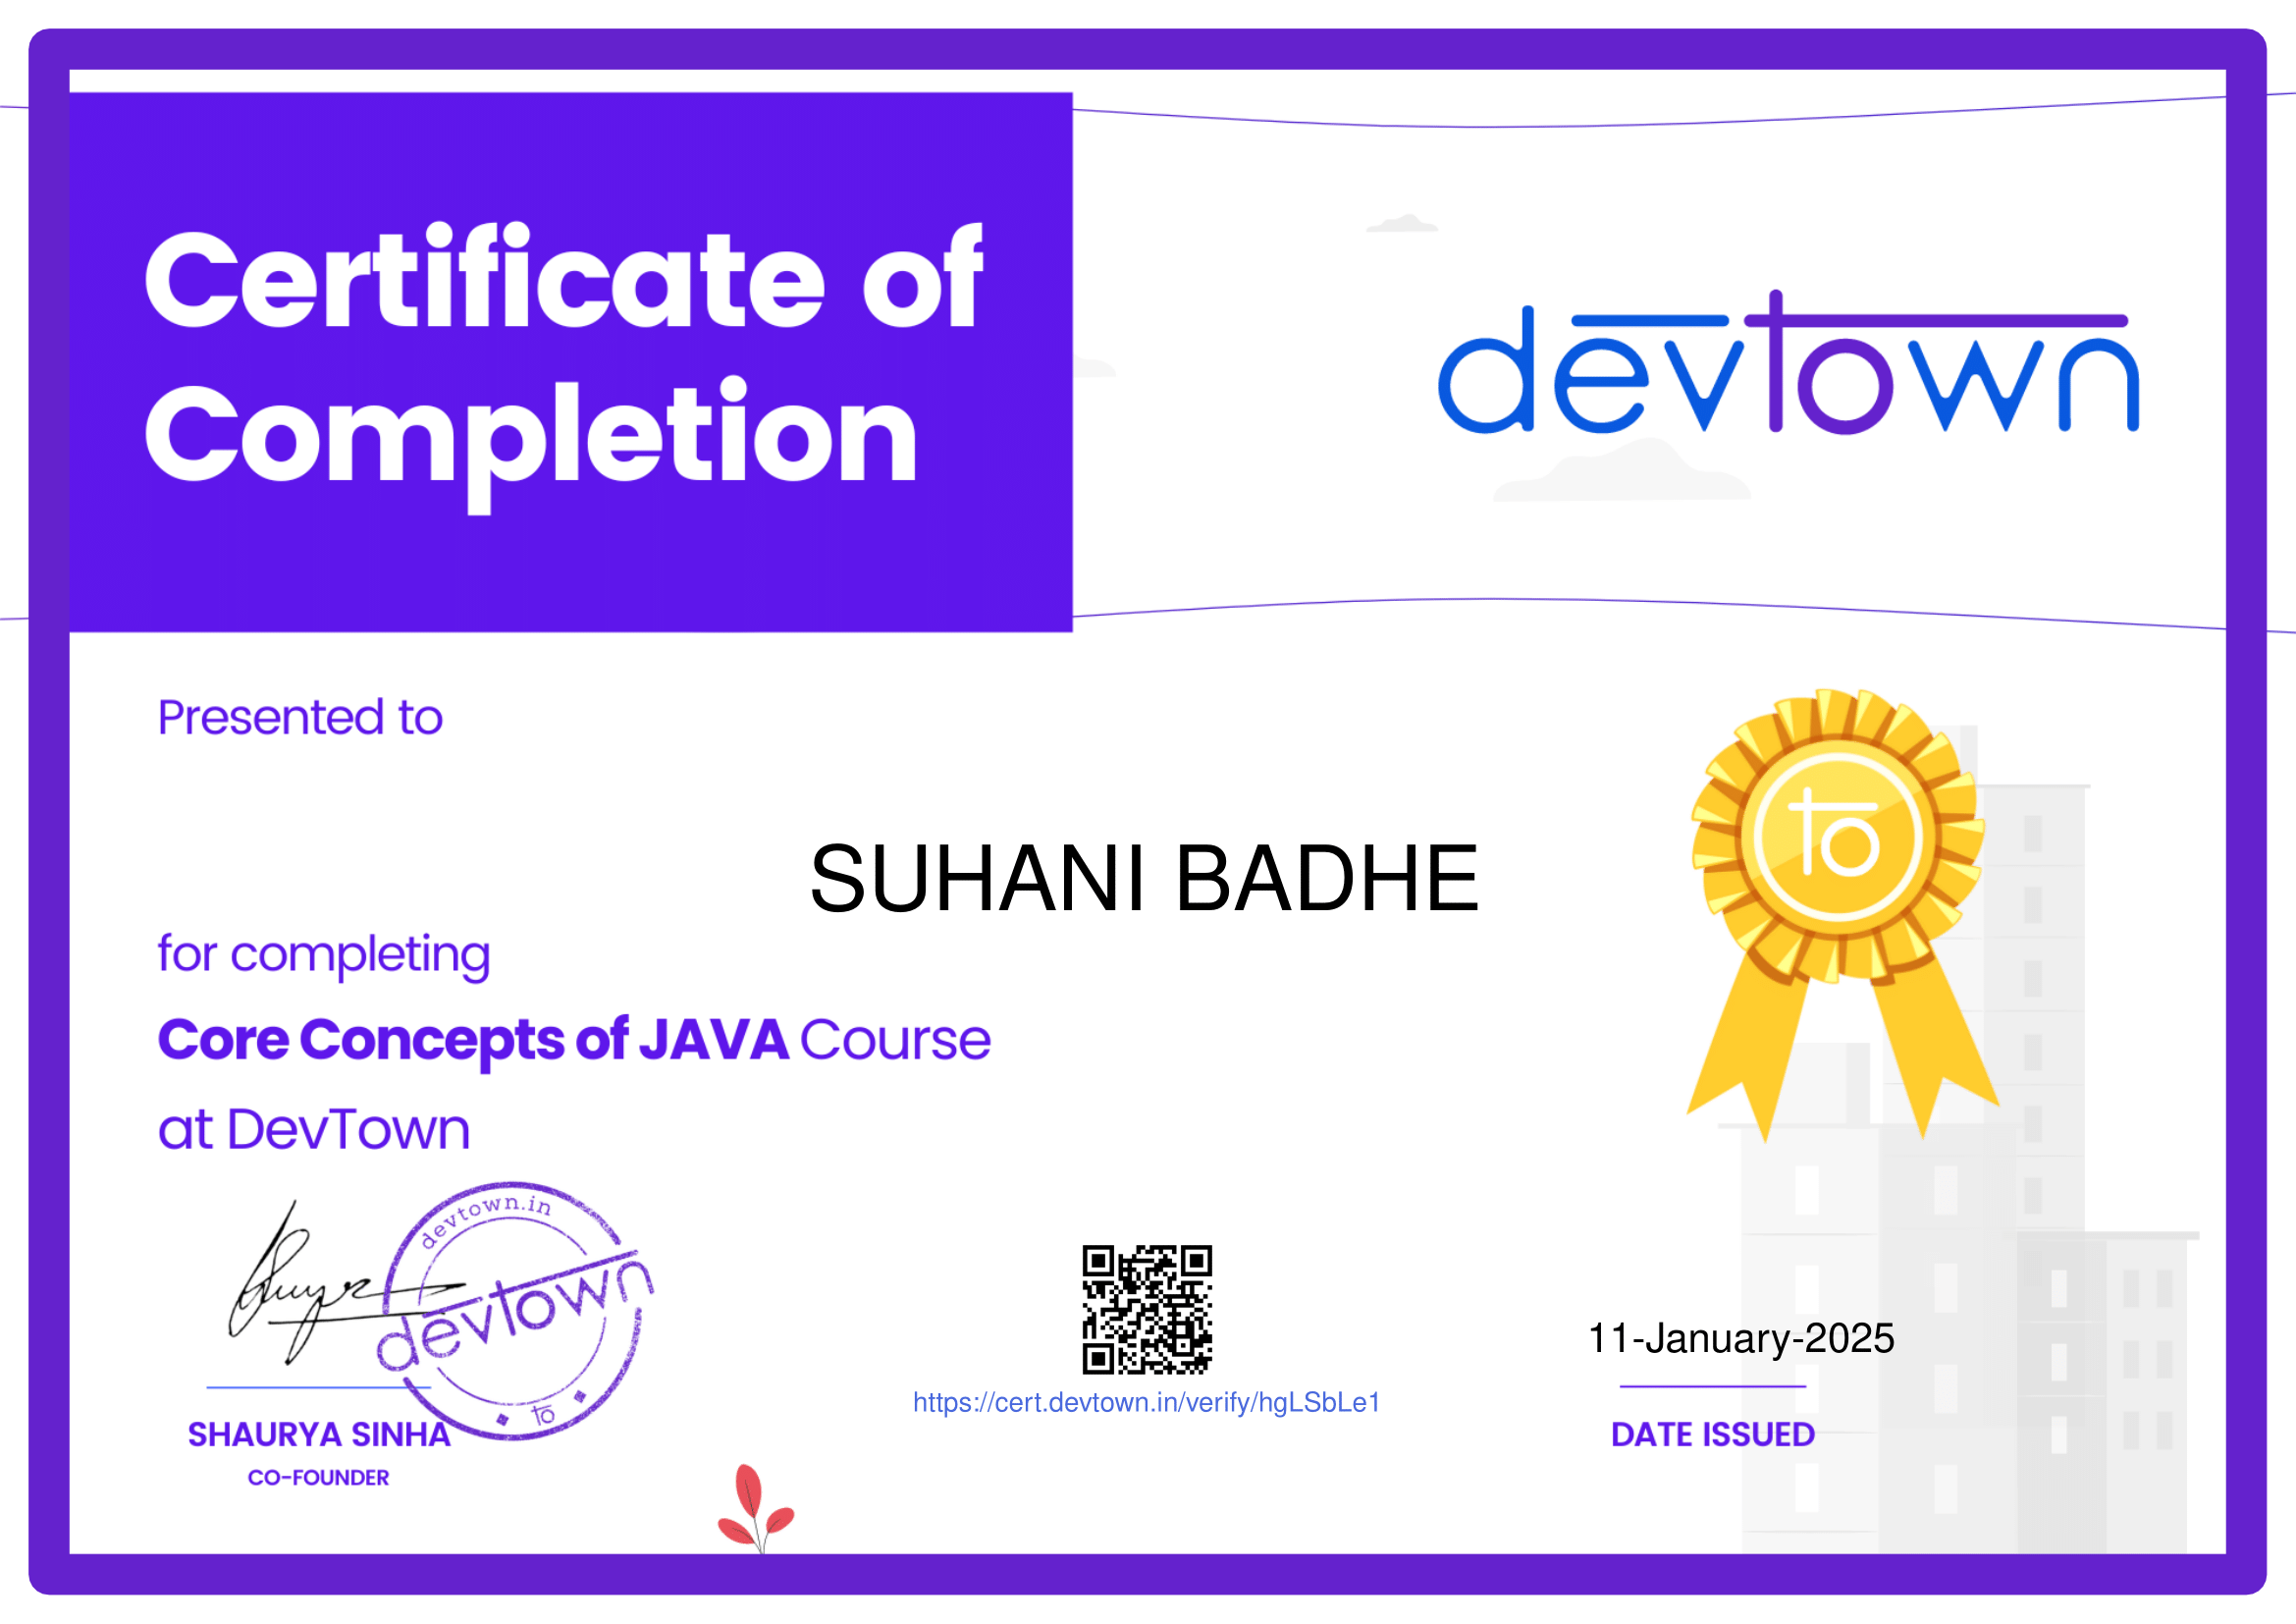 Certificate of
Completion
devtown
Presented to
SUHANI BADHE
for completing
Core Concepts of JAVA Course
at DevTown
to
devtown.in
devtown
to
SHAURYA SINHA
CO-FOUNDER
https://cert.devtown.in/verify/hgLSbLe1
11-January-2025
DATE ISSUED